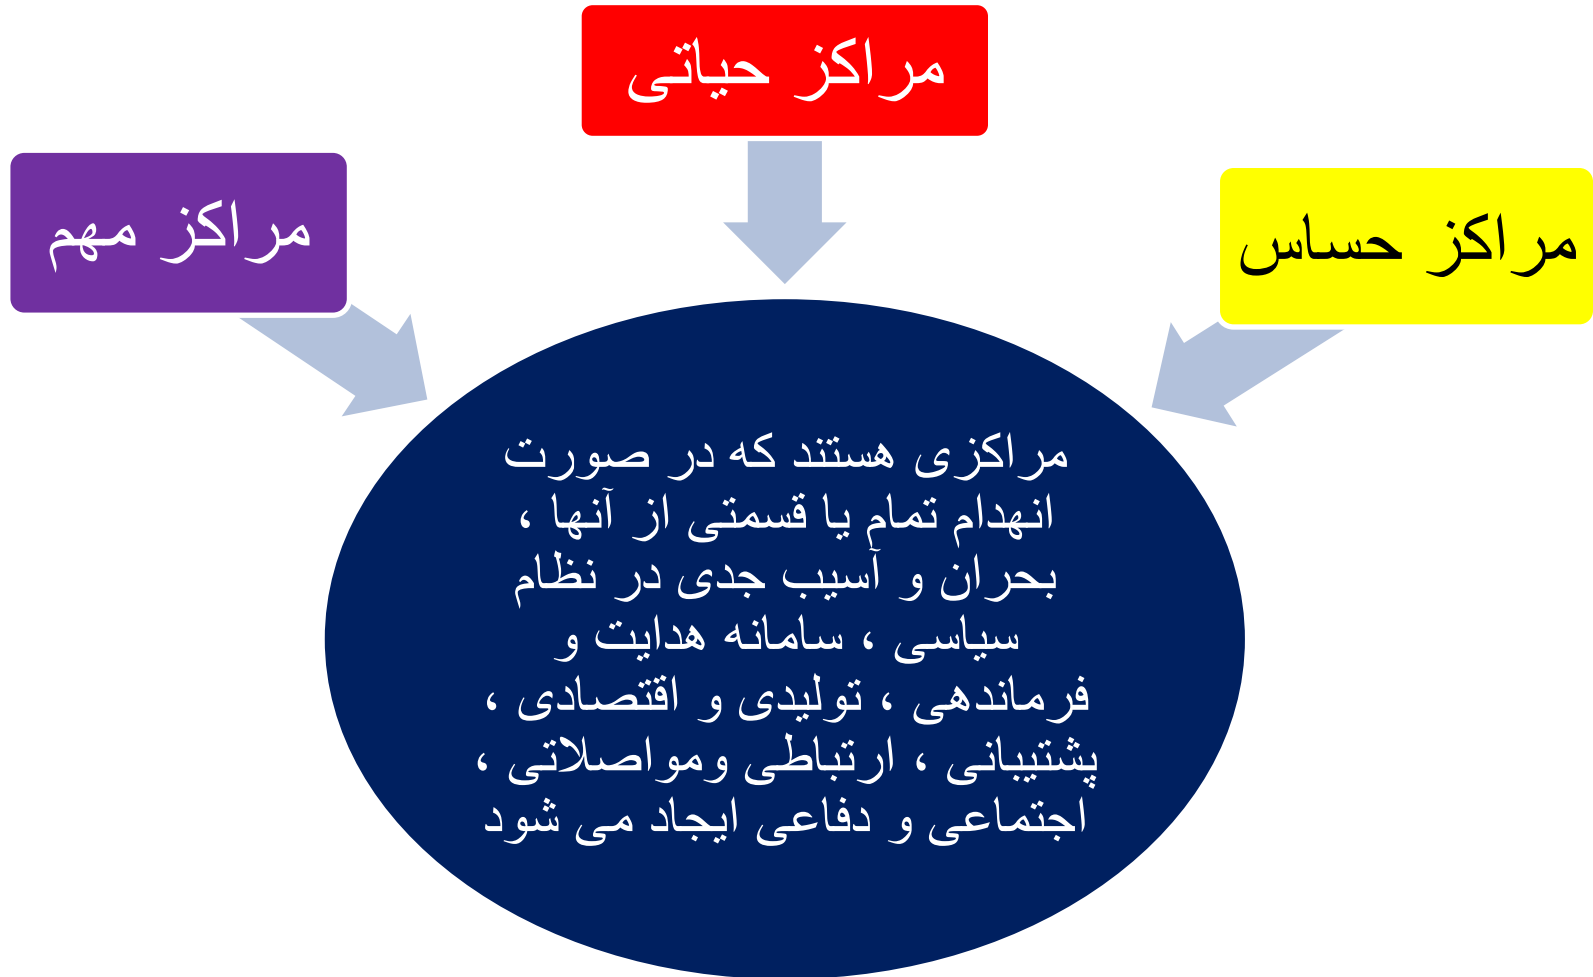 مراکز حیاتی
مراکز حساس
مراکز مهم
مراکزی هستند که در صورت
انهدام تمام یا قسمتی از آنها ،
بحران و آسیب جدی در نظام
سیاسی ، سامانه هدایت و
فرماندهی ، تولیدی و اقتصادی ،
پشتیبانی ، ارتباطی ومواصلاتی ،
اجتماعی و دفاعی ایجاد می شود